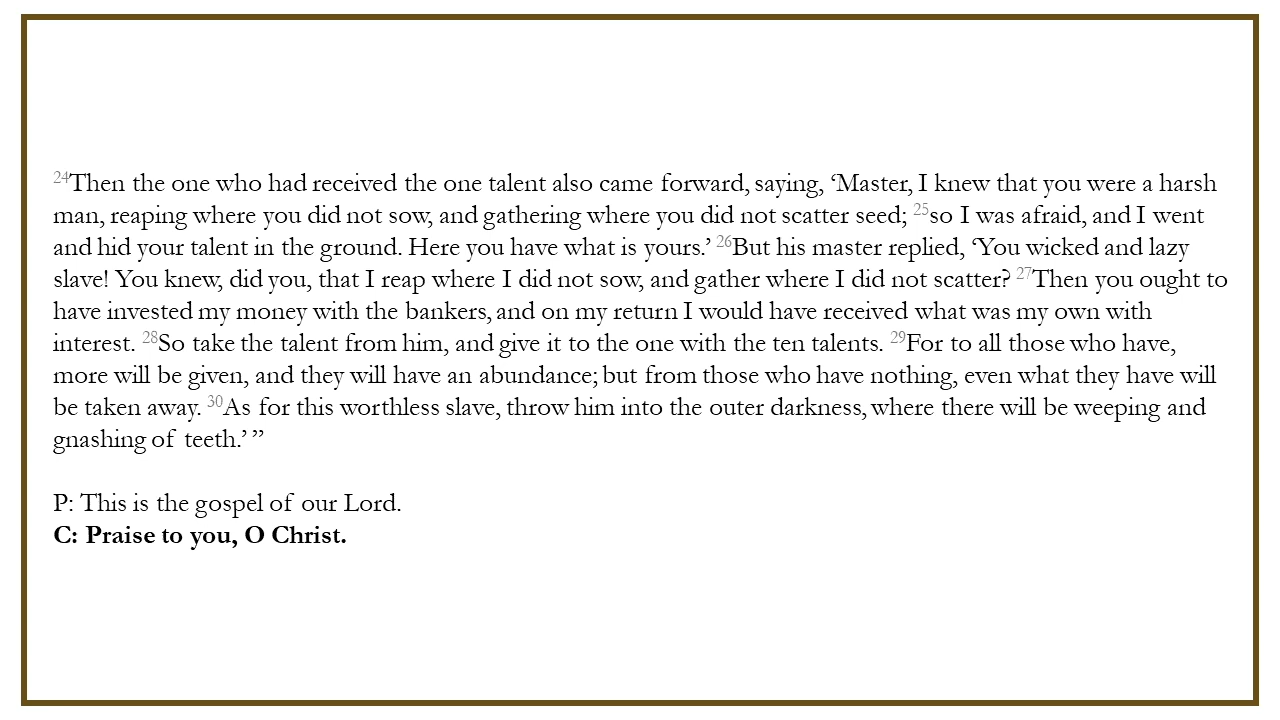 24Then the one who had received the one talent also came forward, saying, ‘Master, I knew that you were a harsh
man, reaping where you did not sow, and gathering where you did not scatter seed; 25so I was afraid, and I went
and hid your talent in the ground. Here you have what is yours.’ 26But his master replied, ‘You wicked and lazy
slave! You knew, did you, that I reap where I did not sow, and gather where I did not scatter? 27Then you ought to
have invested my money with the bankers, and on my return I would have received what was my own with
interest. 28So take the talent from him, and give it to the one with the ten talents. 29For to all those who have,
more will be given, and they will have an abundance; but from those who have nothing, even what they have will
be taken away. 30As for this worthless slave, throw him into the outer darkness, where there will be weeping and
gnashing of teeth.’ ”
P: This is the gospel of our Lord.
C: Praise to you, O Christ.